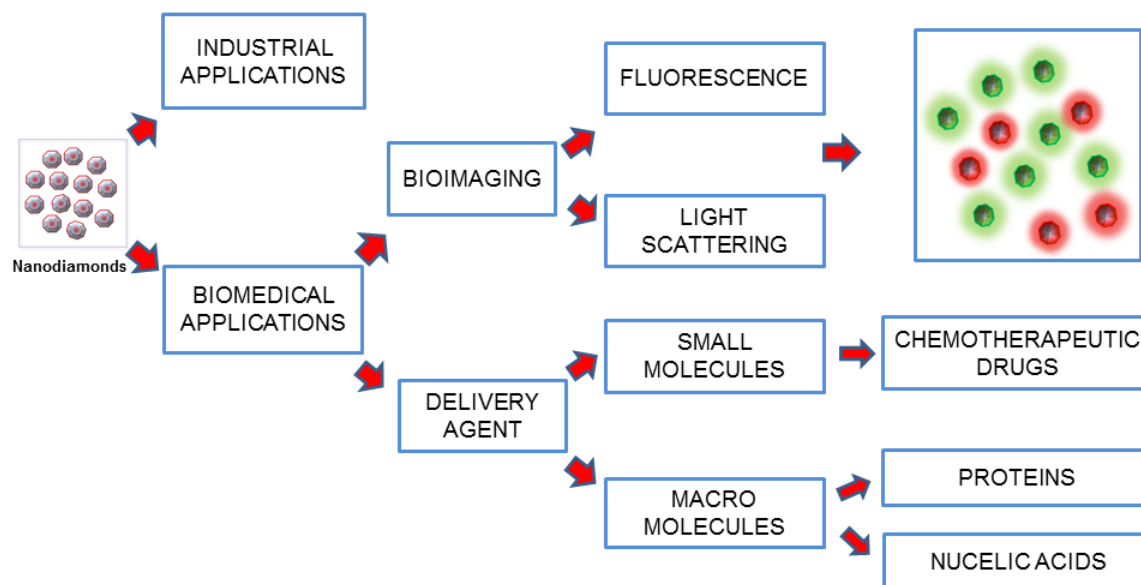 INDUSTRIAL
APPLICATIONS
FLUORESCENCE
BIOIMAGING
Nanodiamonds
LIGHT
SCATTERING
BIOMEDICAL
APPLICATIONS
SMALL
MOLECULES
CHEMOTHERAPEUTIC
DRUGS
DELIVERY
AGENT
MACRO
MOLECULES
PROTEINS
NUCELIC ACIDS